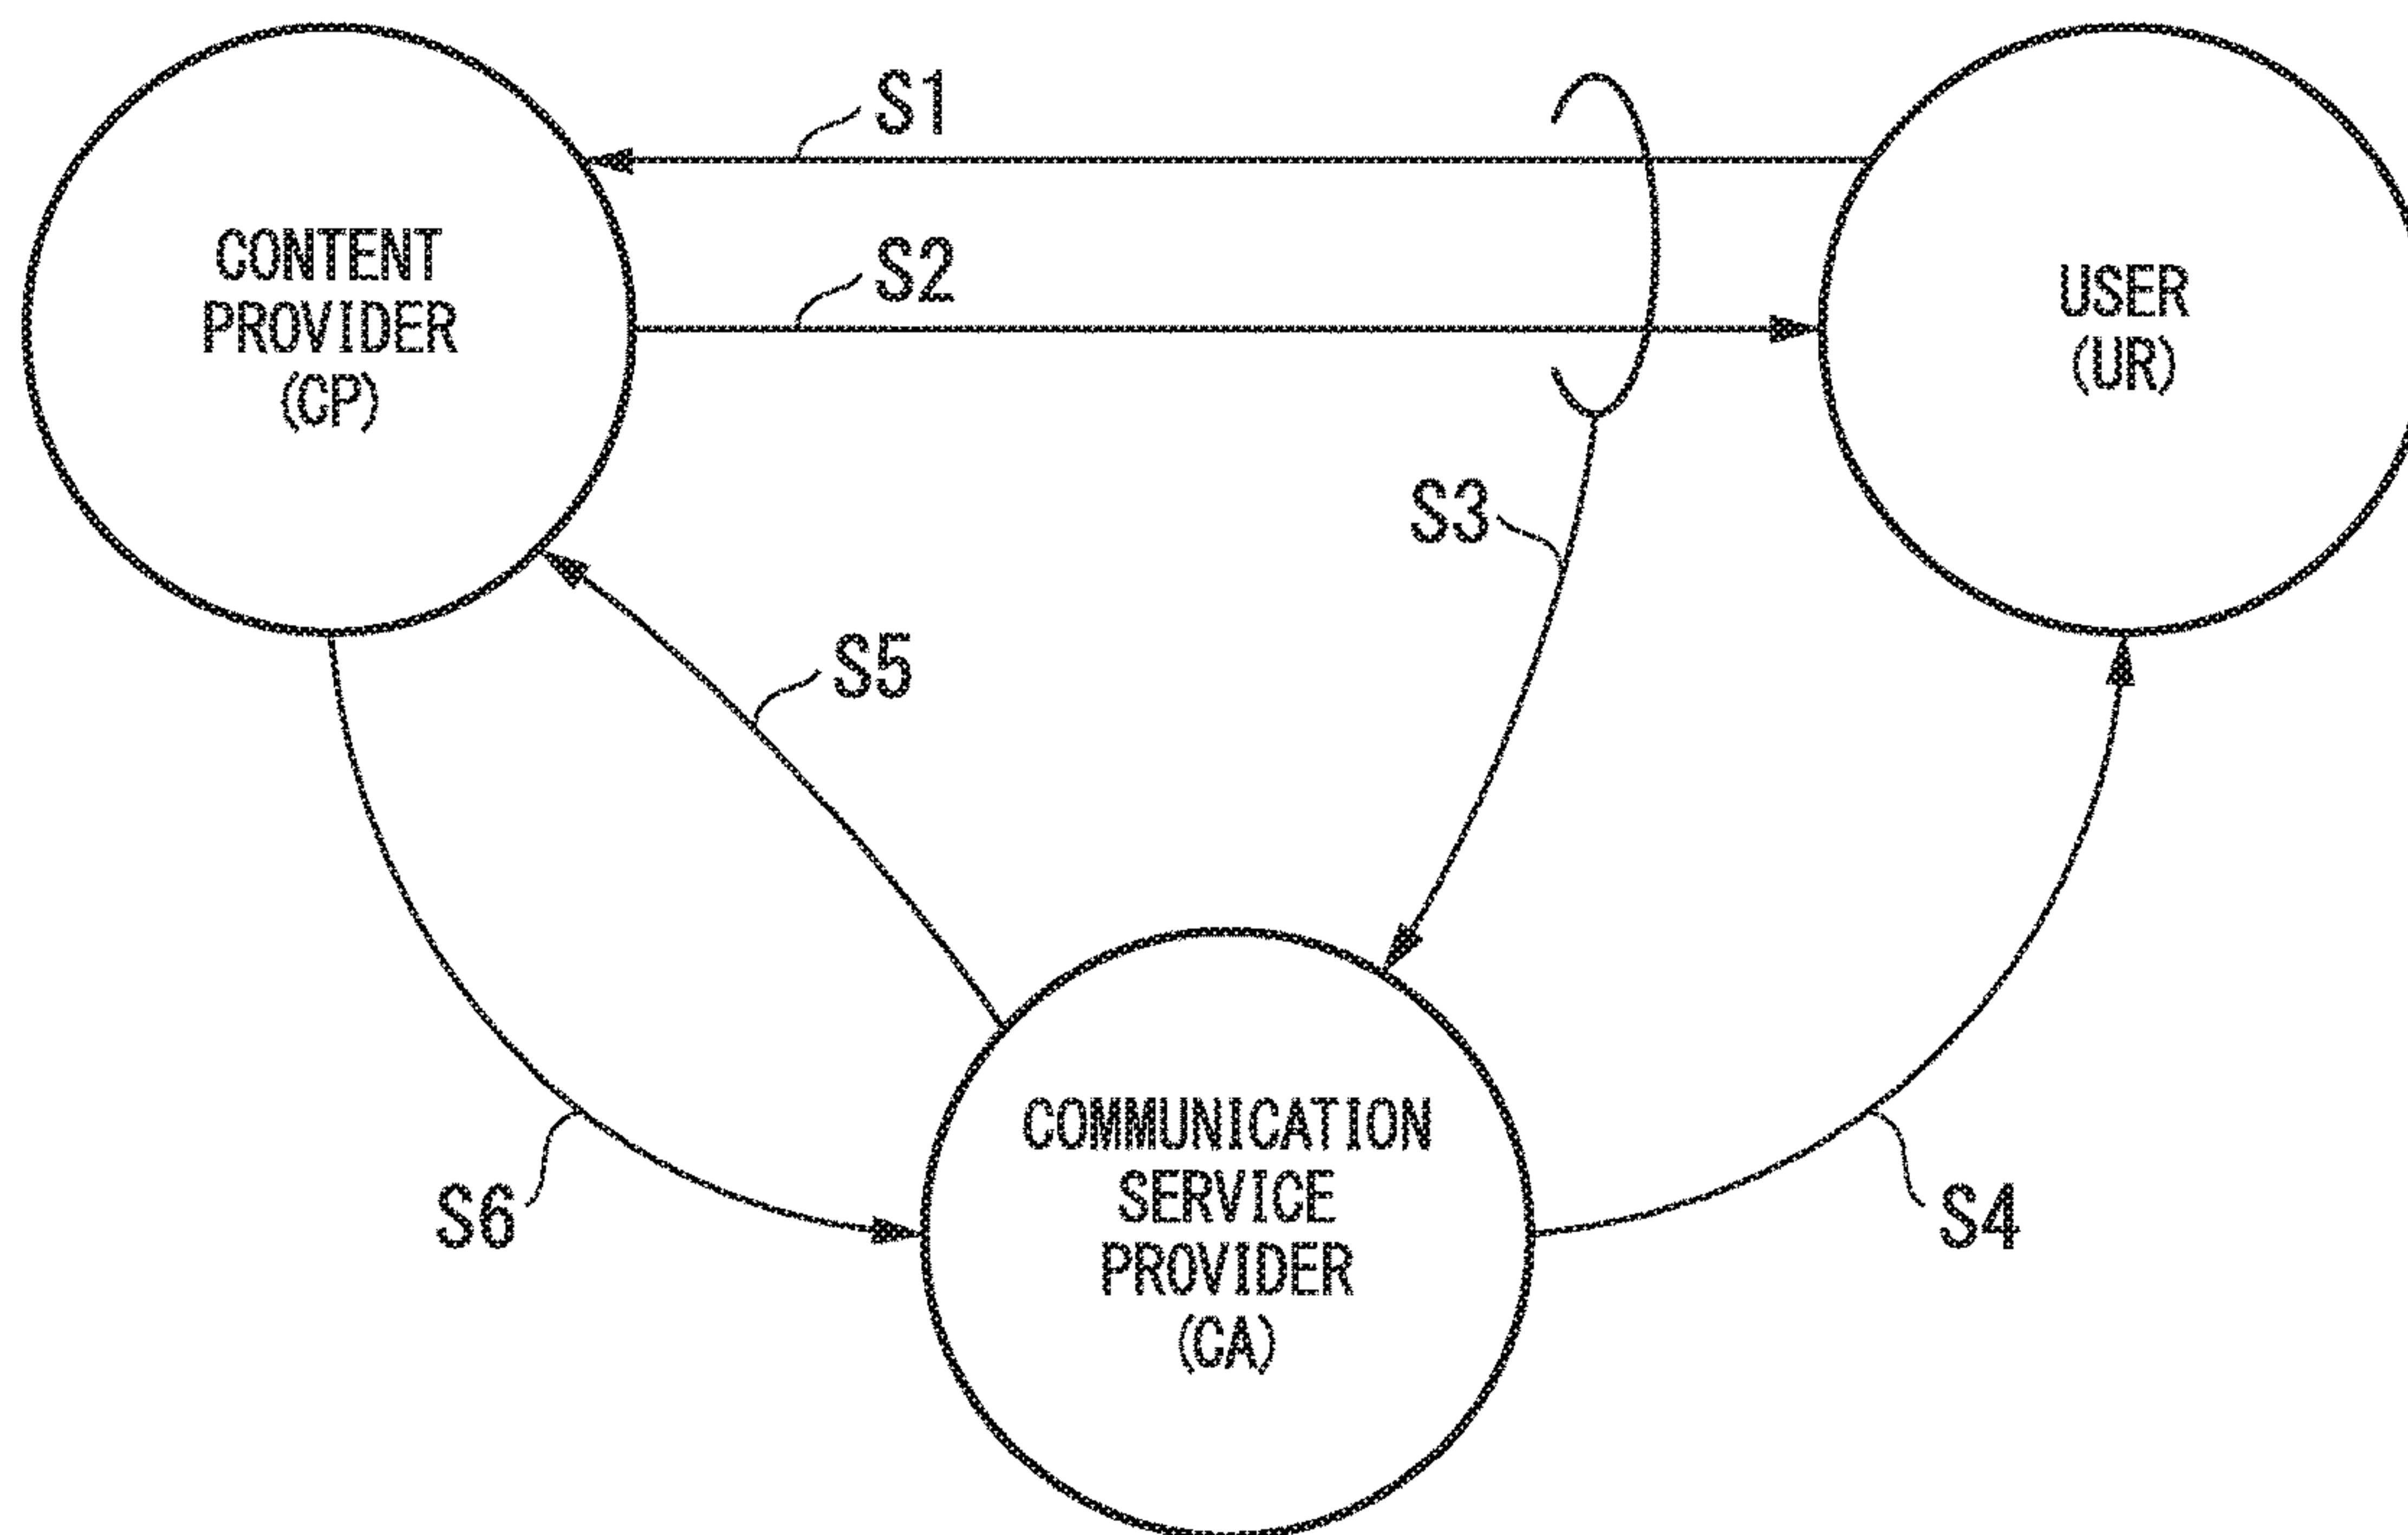 S1
S2
CONTENT
PROVIDER
(CP)
USER
(UR)
S3
S5
S6
COMMUNICATION
SERVICE
PROVIDER
(CA)
S4